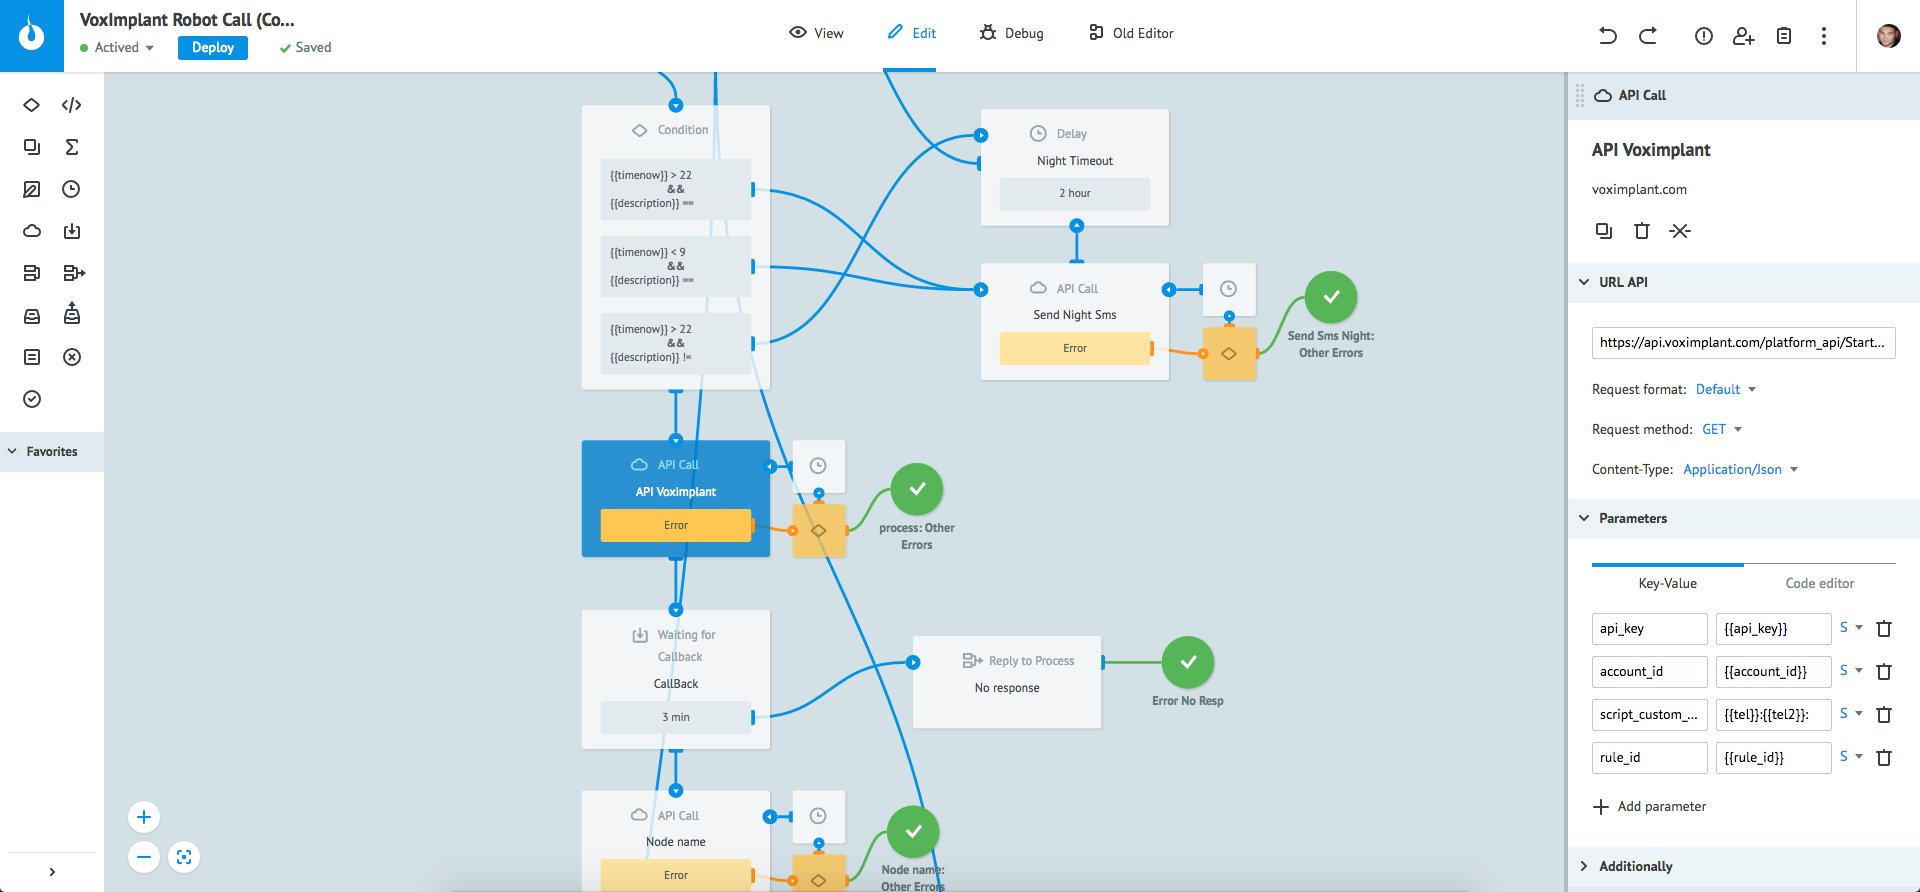 VoxImplant Robot Call (Co...
Actived
Deploy
Saved
View
Edit
Debug
Old Editor
Favorites
Condition
{{timenow}} > 22
&&
{{description}} ==
{{timenow}} < 9
&&
{{description}} ==
{{timenow}} > 22
&&
{{description}} !=
Delay
Night Timeout
2 hour
API Call
Send Night Sms
Error
Send Sms Night:
Other Errors
API Call
API Voximplant
Error
process: Other
Errors
Waiting for
Callback
CallBack
3 min
Reply to Process
No response
Error No Resp
API Call
Node name
Error
Node name:
Other Errors
API Call
API Voximplant
voximplant.com
URL API
https://api.voximplant.com/platform_api/Start...
Request format: Default
Request method: GET
Content-Type: Application/Json
Parameters
Key-Value
Code editor
api_key
{{api_key}}
S
account_id
{{account_id}}
S
script_custom_...
{{tel}}:{{tel2}}:
S
rule_id
{{rule_id}}
S
Add parameter
Additionally